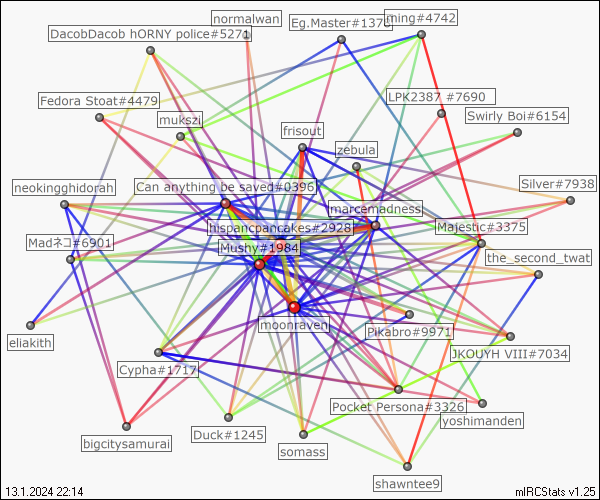 normalwan
Eg.Master#1370
ming#4742
DacobDacob hORNY police#5271
LPK2387 #7690
Fedora Stoat#4479
Swirly Boi#6154
mukszi
frisout
zebula
neokingghidorah
Can anything be saved#0396
Silver#7938
marcemadness
hispancpancakes#2928
Majestic#3375
Madネコ#6901
Mushy#1984
the_second_twat
moonraven
Pikabro#9971
eliakith
JKOUYH VIII#7034
Cypha#1717
Pocket Persona#3326
yoshimanden
Duck#1245
bigcitysamurai
somass
shawntee9
13.1.2024 22:14
mIRCStats v1.25